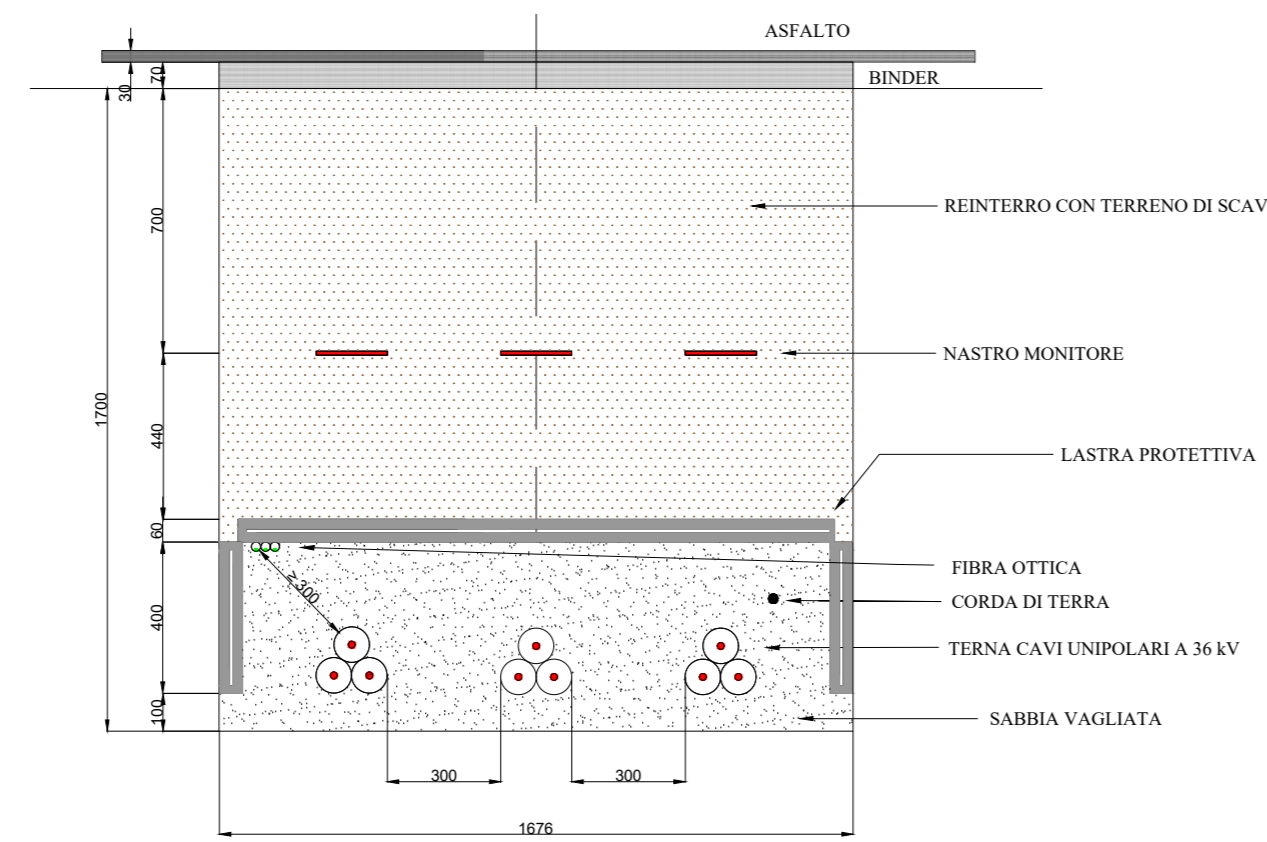 ASFALTO
BINDER
70
30
700
REINTERRO CON TERRENO DI SCAV
NASTRO MONITORE
1700
440
LASTRA PROTETTIVA
60
FIBRA OTTICA
≥ 300
CORDA DI TERRA
400
TERNA CAVI UNIPOLARI A 36 kV
100
SABBIA VAGLIATA
300
300
1676